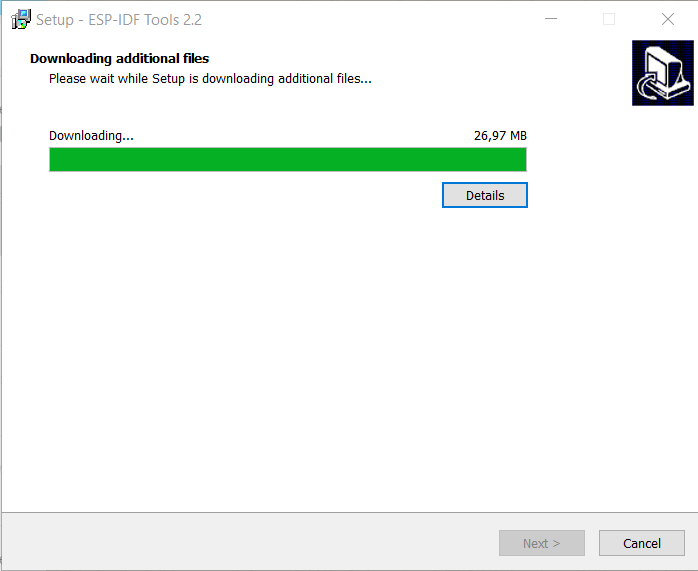 Setup - ESP-IDF Tools 2.2
Downloading additional files
Please wait while Setup is downloading additional files...
Downloading... 26,97 MB
Details
Next > Cancel